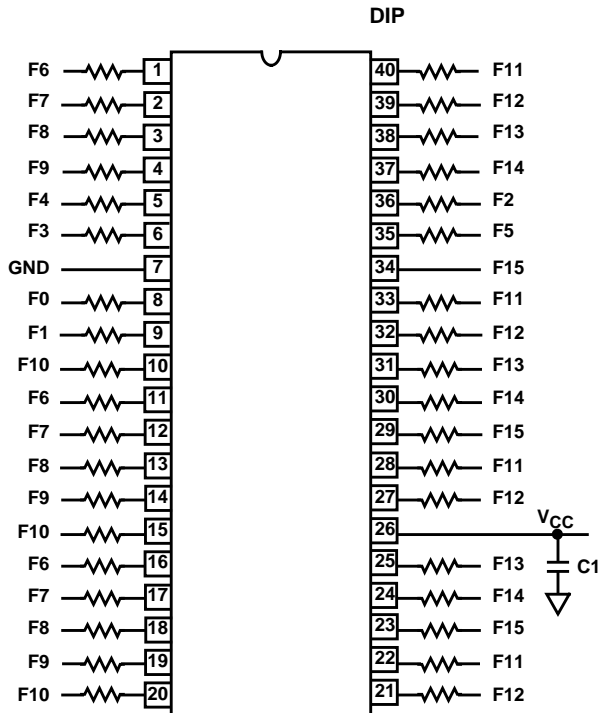 DIP
F6 1 40 F11
F7 2 39 F12
F8 3 38 F13
F9 4 37 F14
F4 5 36 F2
F3 6 35 F5
GND 7 34 F15
F0 8 33 F11
F1 9 32 F12
F10 10 31 F13
F6 11 30 F14
F7 12 29 F15
F8 13 28 F11
F9 14 27 F12
F10 15 26 VCC
F6 16 25 F13 C1
F7 17 24 F14
F8 18 23 F15
F9 19 22 F11
F10 20 21 F12